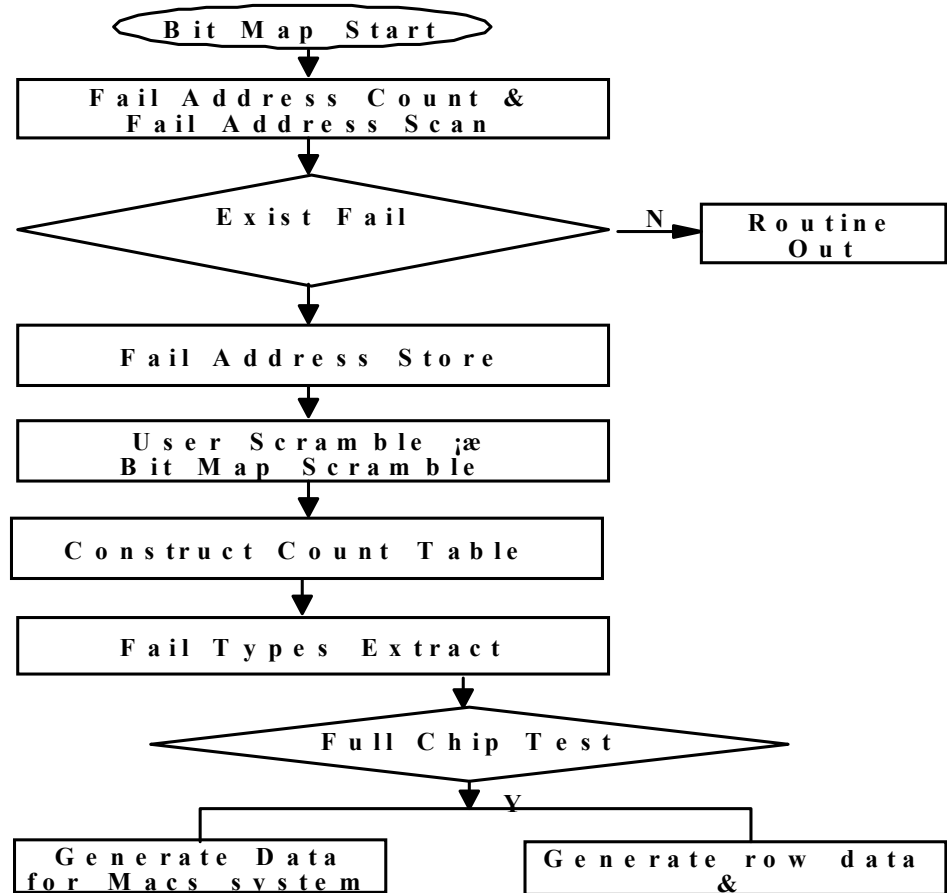 Bit Map Start
Fail Address Count &
Fail Address Scan
Exist Fail
N
Routine
Out
Fail Address Store
User Scramble ¡æ
Bit Map Scramble
Construct Count Table
Fail Types Extract
Full Chip Test
Y
Generate Data
for Macs system
Generate row data
&